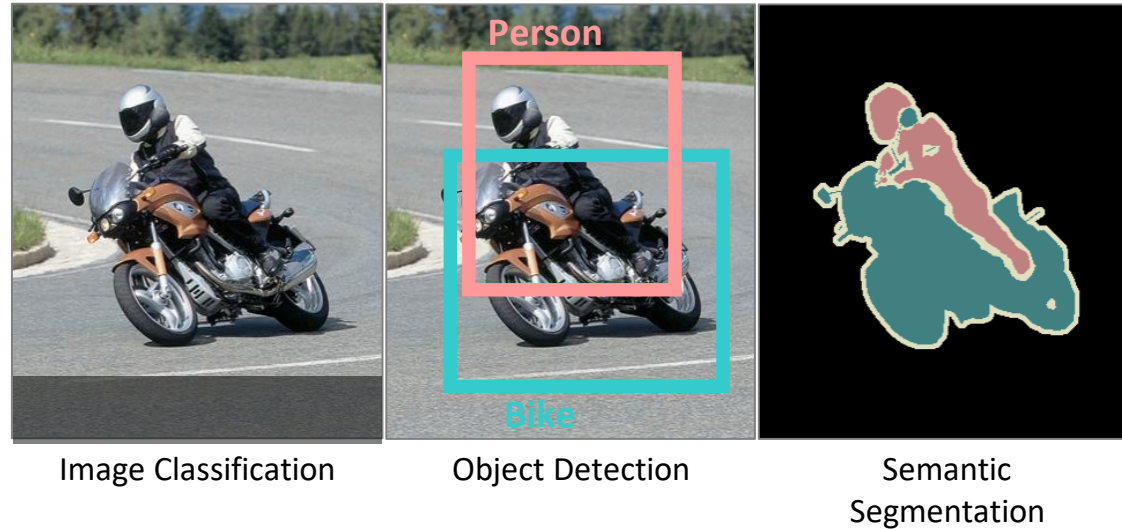 Person
Bike
Image Classification
Object Detection
Semantic
Segmentation